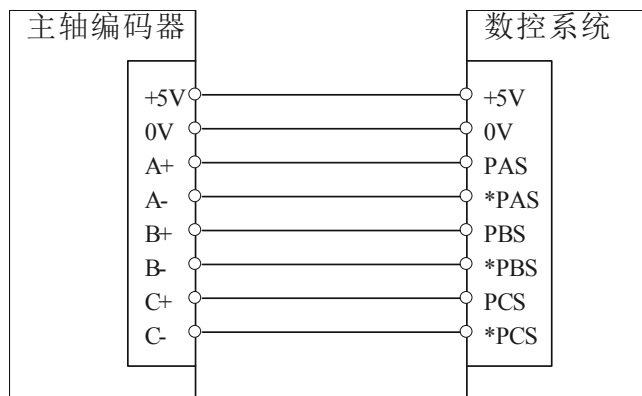 主轴编码器 数控系统
+5V +5V
0V 0V
A+ PAS
A- *PAS
B+ PBS
B- *PBS
C+ PCS
C- *PCS